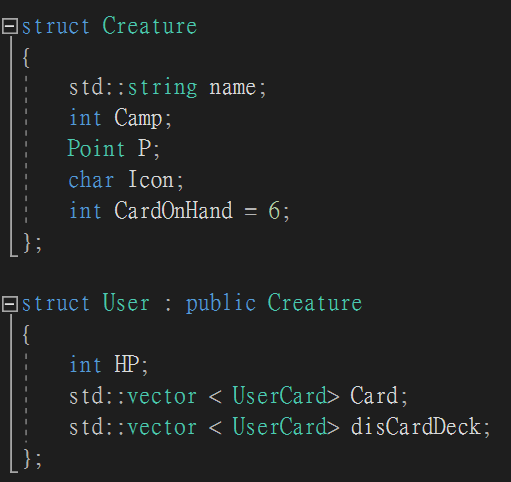 struct Creature
{
std::string name;
int Camp;
Point P;
char Icon;
int CardOnHand = 6;
};
struct User : public Creature
{
int HP;
std::vector < UserCard> Card;
std::vector < UserCard> disCardDeck;
};